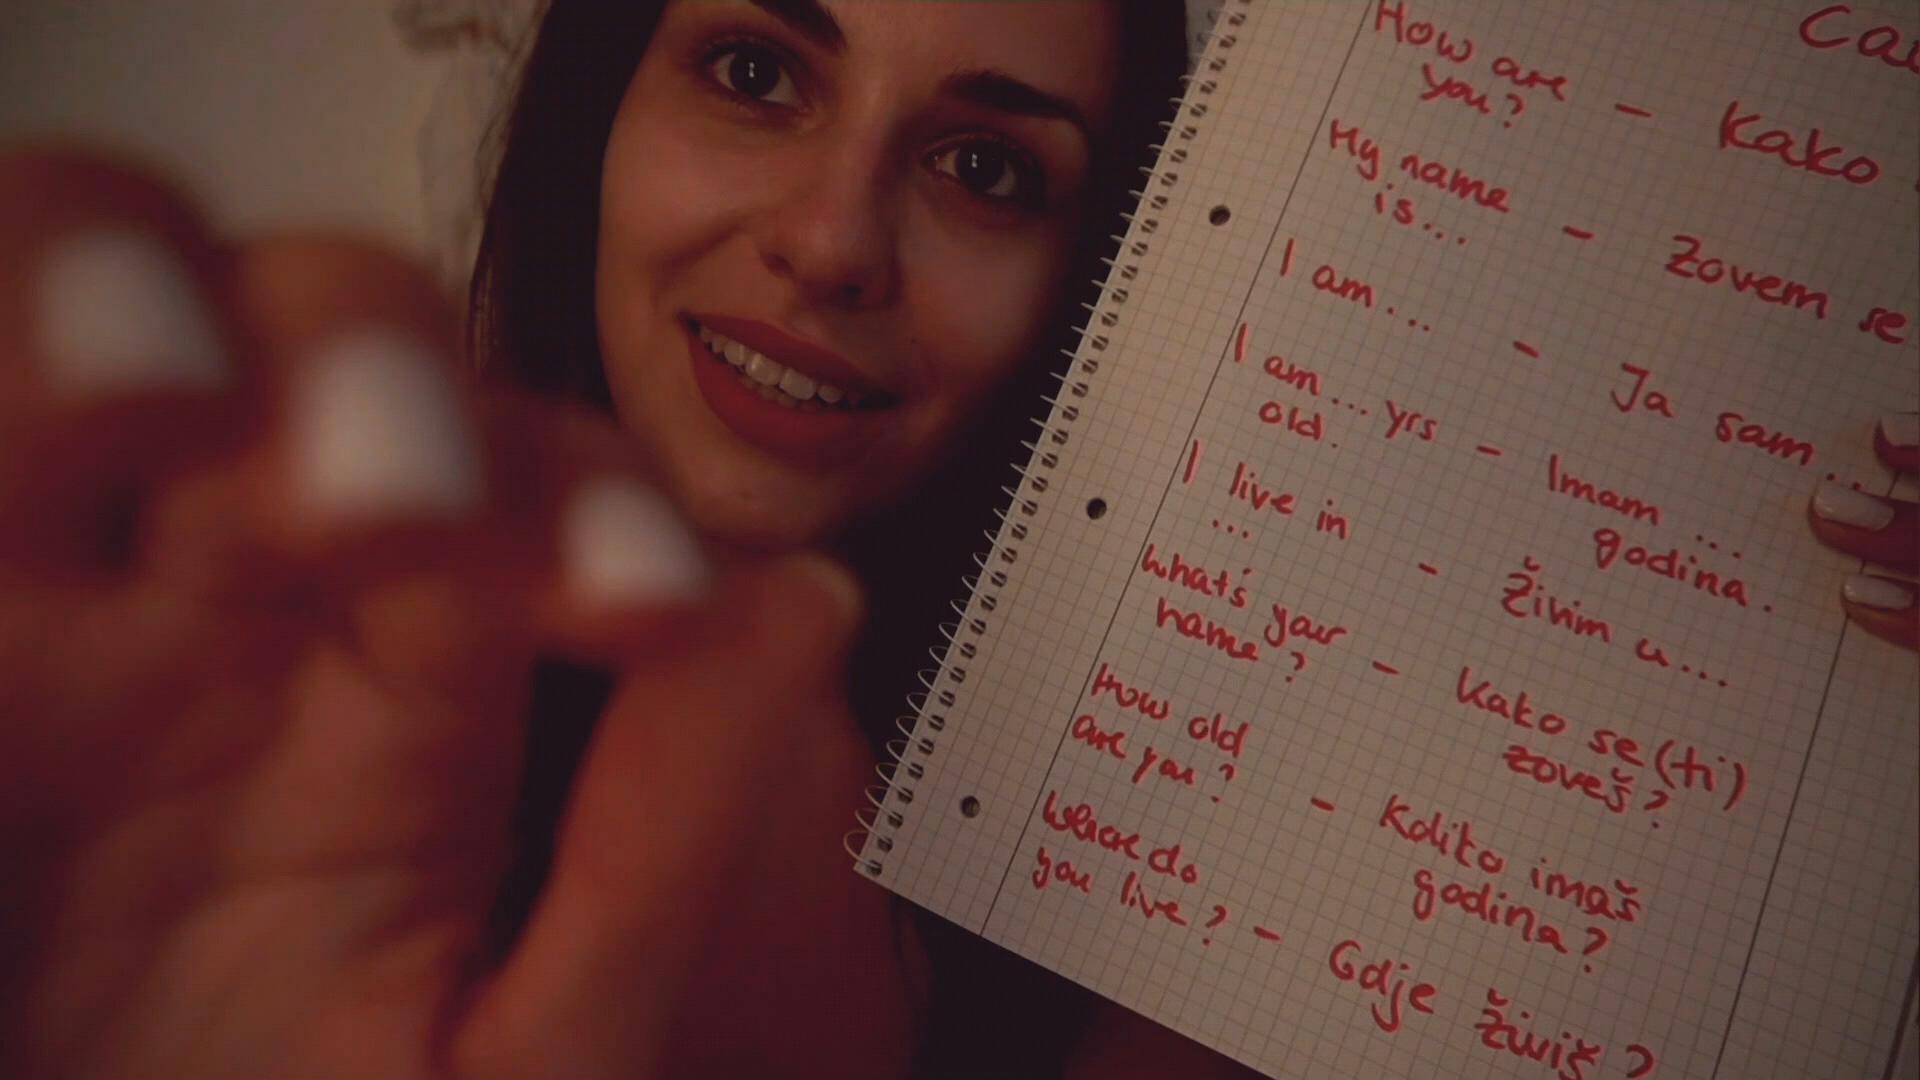 How are – Kako
you?
My name – Zovem se
is...
I am... – Ja sam...
I am... yrs – Imam...
old. godina.
I live in – Živim u...
...
What's your – Kako se (ti)
name? zoveš?
How old – Koliko imaš
are you? godina?
Where do
you live? – Gdje živiš?